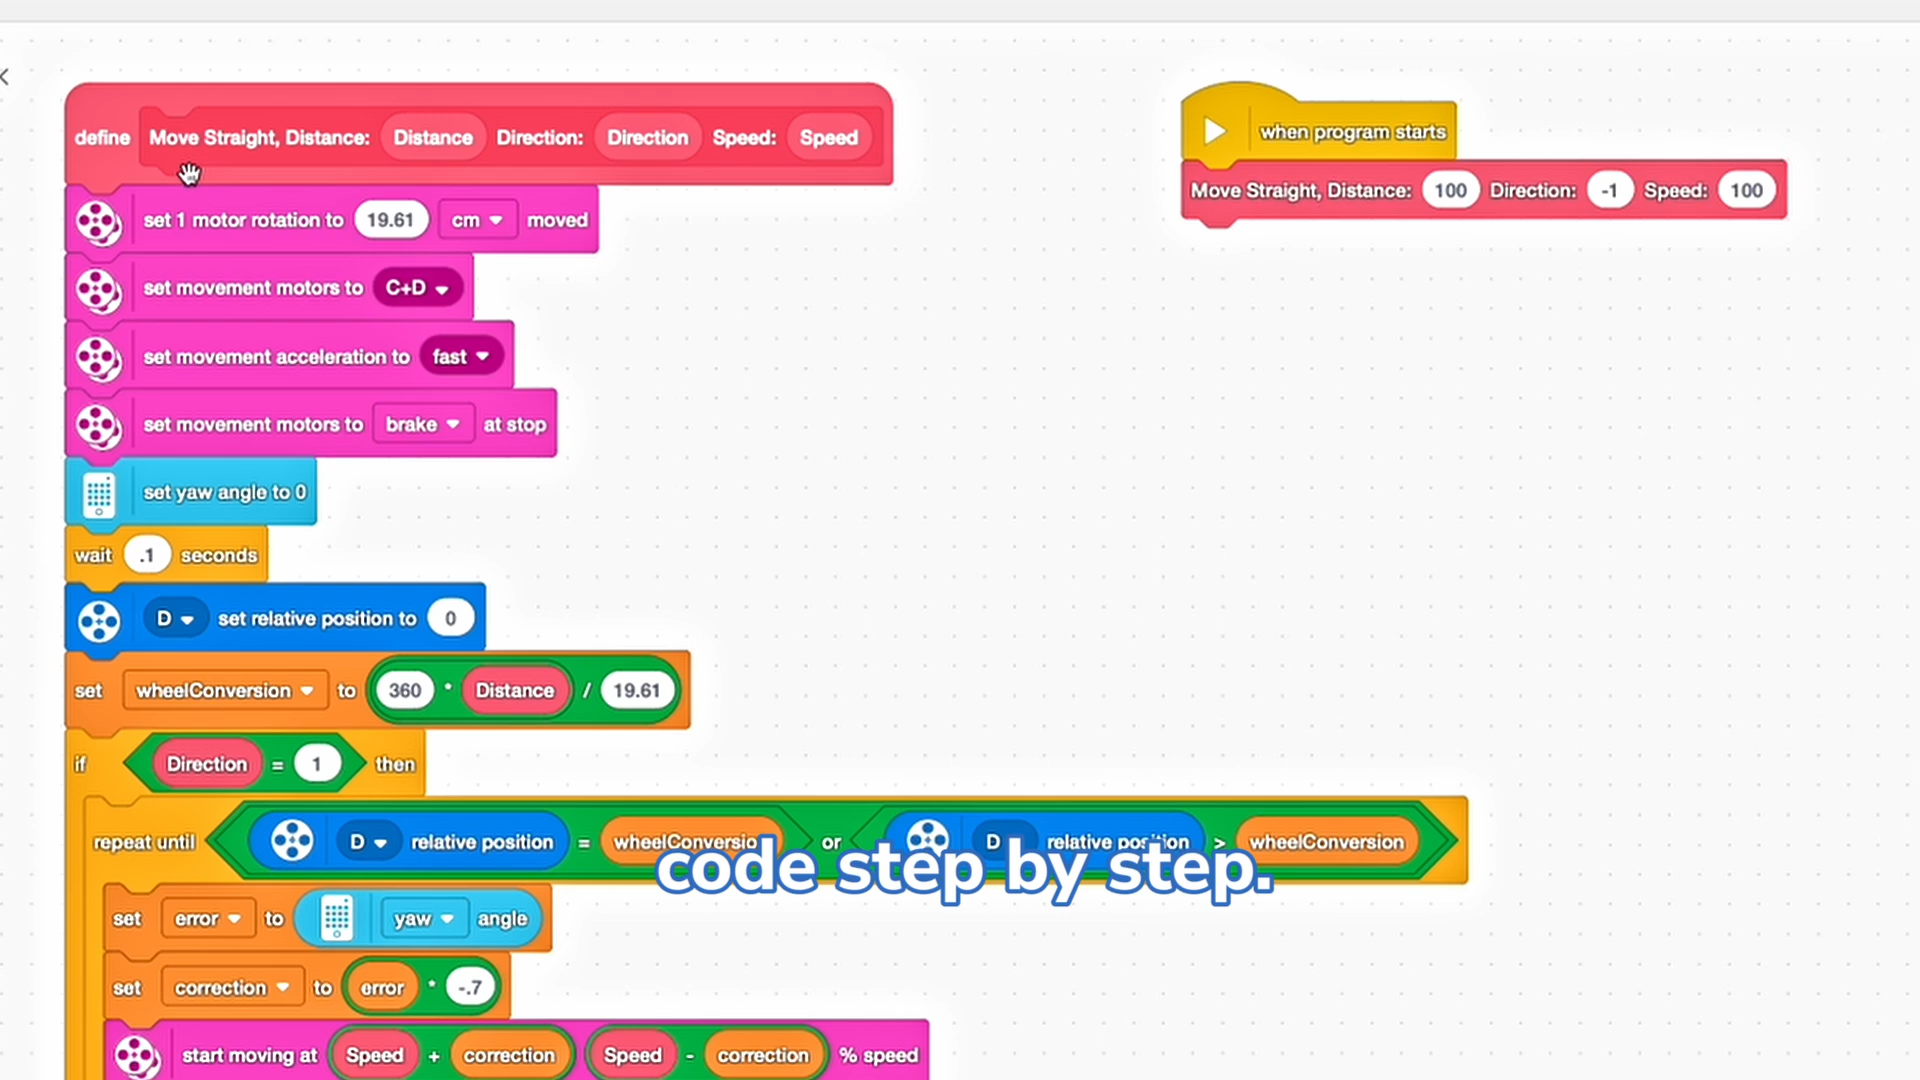 define Move Straight, Distance: Distance Direction: Direction Speed: Speed
set 1 motor rotation to 19.61 cm moved
set movement motors to C+D
set movement acceleration to fast
set movement motors to brake at stop
set yaw angle to 0
wait .1 seconds
D set relative position to 0
set wheelConversion to 360 * Distance / 19.61
if Direction = 1 then
repeat until D relative position = wheelConversion or D relative position > wheelConversion
set error to yaw angle
set correction to error * -.7
start moving at Speed + correction Speed - correction % speed
when program starts
Move Straight, Distance: 100 Direction: -1 Speed: 100
code step by step.